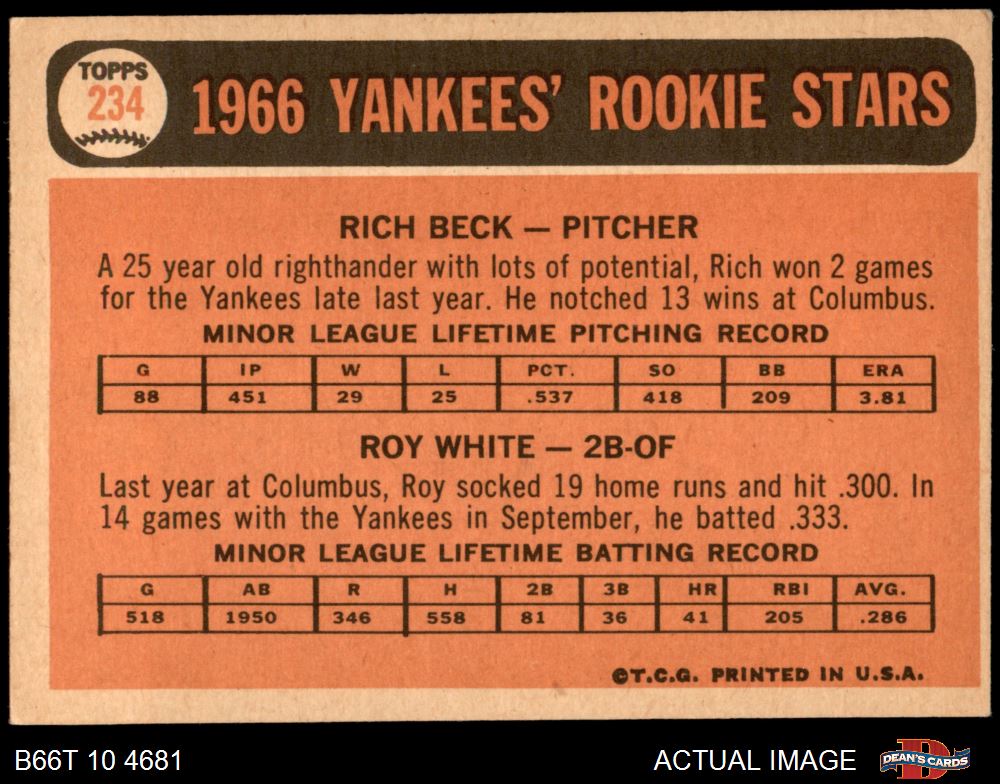 TOPPS
234
1966 YANKEES' ROOKIE STARS
RICH BECK — PITCHER
A 25 year old righthander with lots of potential, Rich won 2 games
for the Yankees late last year. He notched 13 wins at Columbus.
MINOR LEAGUE LIFETIME PITCHING RECORD
G IP W L PCT. SO BB ERA
88 451 29 25 .537 418 209 3.81
ROY WHITE — 2B-OF
Last year at Columbus, Roy socked 19 home runs and hit .300. In
14 games with the Yankees in September, he batted .333.
MINOR LEAGUE LIFETIME BATTING RECORD
G AB R H 2B 3B HR RBI AVG.
518 1950 346 558 81 36 41 205 .286
©T.C.G. PRINTED IN U.S.A.
B66T 10 4681
ACTUAL IMAGE
D
DEAN'S CARDS